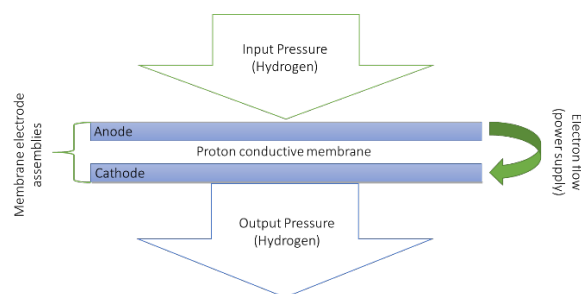 Input Pressure
(Hydrogen)
Membrane electrode
assemblies
Anode
Proton conductive membrane
Cathode
Electron flow
(power supply)
Output Pressure
(Hydrogen)